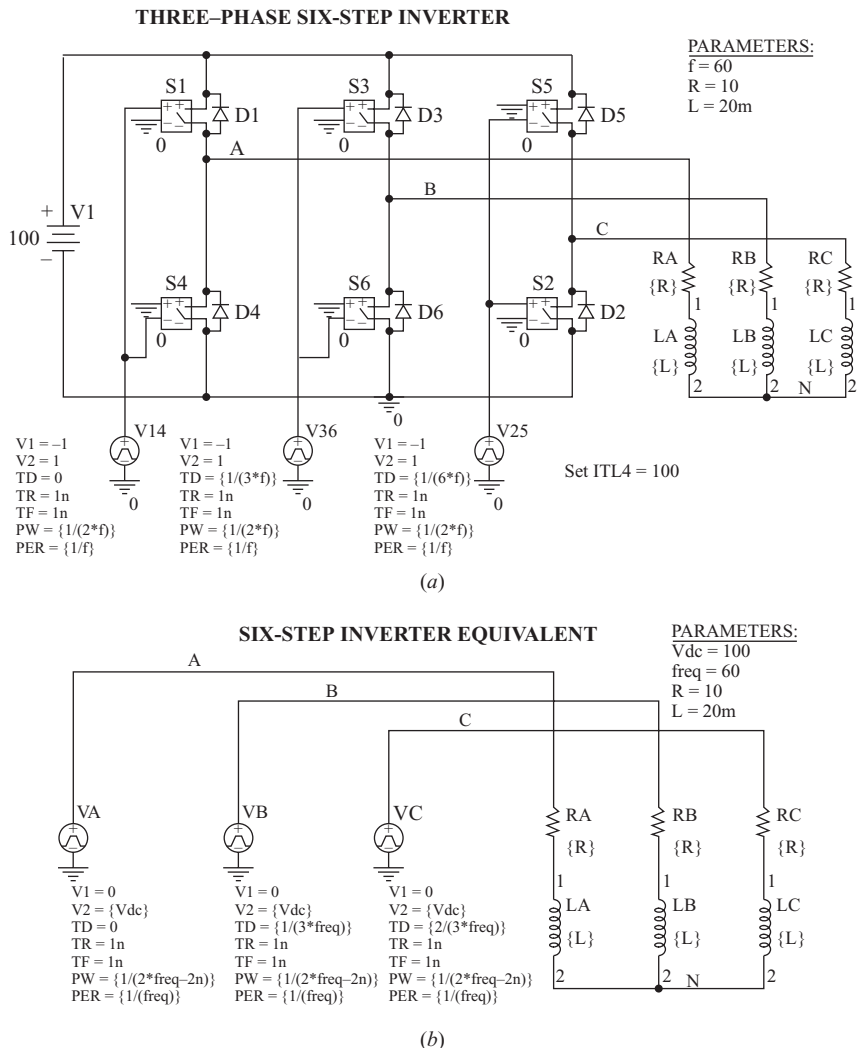 THREE–PHASE SIX-STEP INVERTER
PARAMETERS:
f = 60
R = 10
L = 20m
S1
S3
S5
+ +
– –
+ +
– –
+ +
– –
D1
D3
D5
0
0
0
A
B
C
+
V1
100
–
RA
RB
RC
{R}
{R}
{R}
1
1
1
S4
S6
S2
+ +
– –
+ +
– –
+ +
– –
D4
D6
D2
0
0
0
LA
LB
LC
{L}
{L}
{L}
2
2
N
2
0
V14
V36
V25
+
+
+
0
0
0
V1 = –1
V2 = 1
TD = 0
TR = 1n
TF = 1n
PW = {1/(2*f)}
PER = {1/f}
V1 = –1
V2 = 1
TD = {1/(3*f)}
TR = 1n
TF = 1n
PW = {1/(2*f)}
PER = {1/f}
V1 = –1
V2 = 1
TD = {1/(6*f)}
TR = 1n
TF = 1n
PW = {1/(2*f)}
PER = {1/f}
Set ITL4 = 100
(a)
SIX-STEP INVERTER EQUIVALENT
PARAMETERS:
Vdc = 100
freq = 60
R = 10
L = 20m
A
B
C
VA
VB
VC
+
+
+
RA
RB
RC
{R}
{R}
{R}
1
1
1
LA
LB
LC
{L}
{L}
{L}
2
2
N
2
V1 = 0
V2 = {Vdc}
TD = 0
TR = 1n
TF = 1n
PW = {1/(2*freq–2n)}
PER = {1/(freq)}
V1 = 0
V2 = {Vdc}
TD = {1/(3*freq)}
TR = 1n
TF = 1n
PW = {1/(2*freq–2n)}
PER = {1/(freq)}
V1 = 0
V2 = {Vdc}
TD = {2/(3*freq)}
TR = 1n
TF = 1n
PW = {1/(2*freq–2n)}
PER = {1/(freq)}
(b)